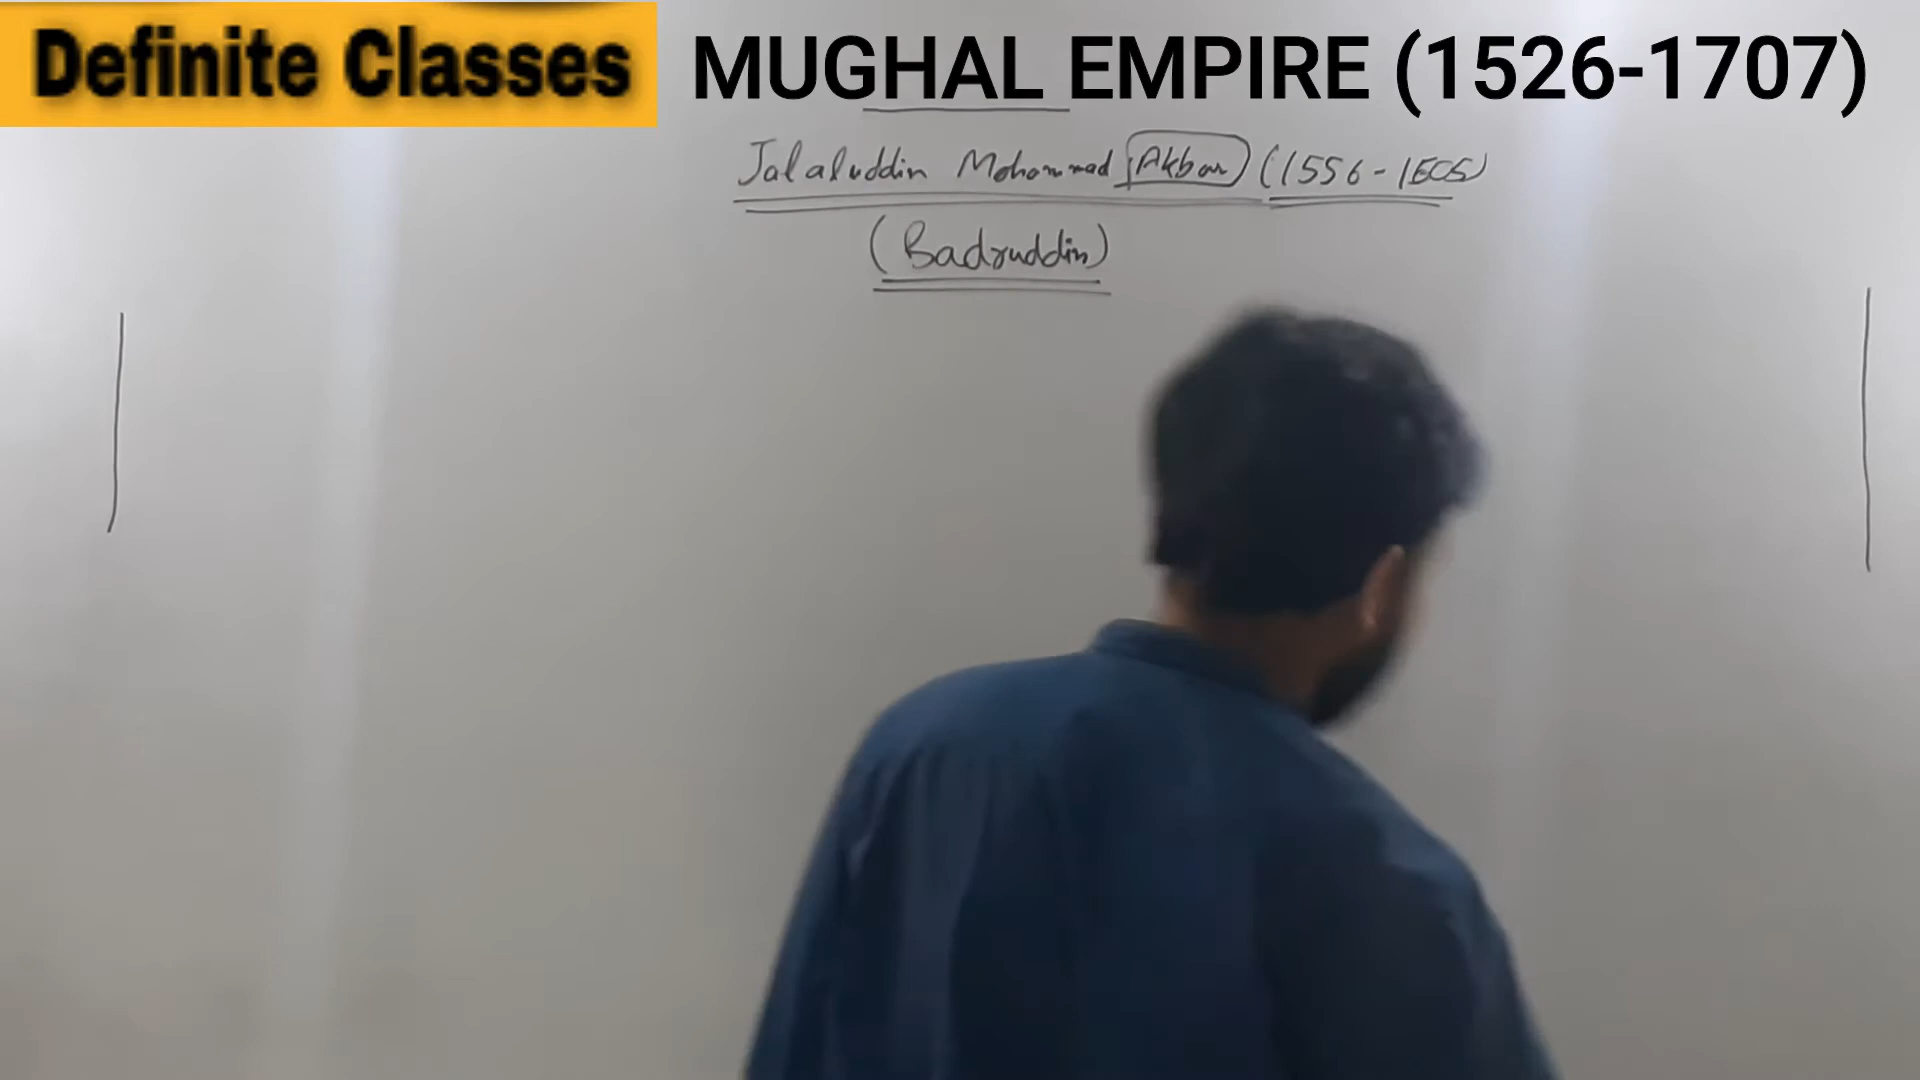 Definite Classes MUGHAL EMPIRE (1526-1707)
Jalaluddin Mohammad Akbar (1556-1605)
(Badruddin)